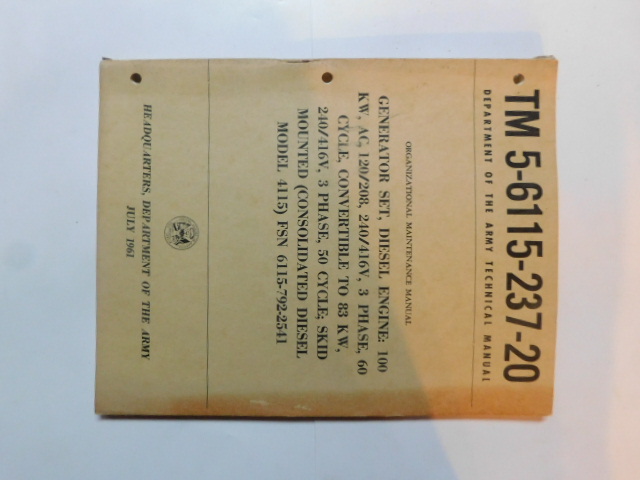 TM 5-6115-237-20
DEPARTMENT OF THE ARMY TECHNICAL MANUAL
ORGANIZATIONAL MAINTENANCE MANUAL
GENERATOR SET, DIESEL ENGINE: 100
KW, AC, 120/208, 240/416V, 3 PHASE, 60
CYCLE, CONVERTIBLE TO 83 KW,
240/416V, 3 PHASE, 50 CYCLE; SKID
MOUNTED (CONSOLIDATED DIESEL
MODEL 4115) FSN 6115-792-2541
HEADQUARTERS, DEPARTMENT OF THE ARMY
JULY 1961